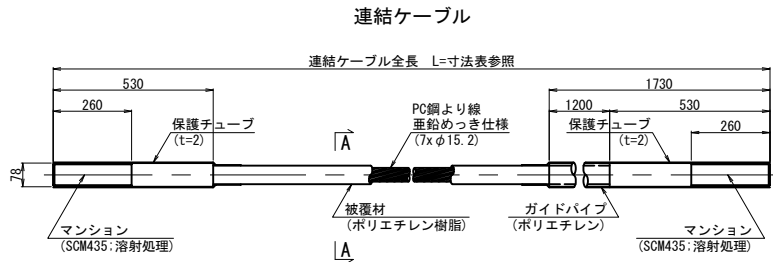 連結ケーブル
連結ケーブル全長 L=寸法表参照
530
1730
260
PC鋼より線
亜鉛めっき仕様
(7xφ15.2)
1200
530
保護チューブ
(t=2)
A
保護チューブ
(t=2)
260
78
マンション
(SCM435;溶射処理)
被覆材
(ポリエチレン樹脂)
ガイドパイプ
(ポリエチレン)
マンション
(SCM435;溶射処理)
A